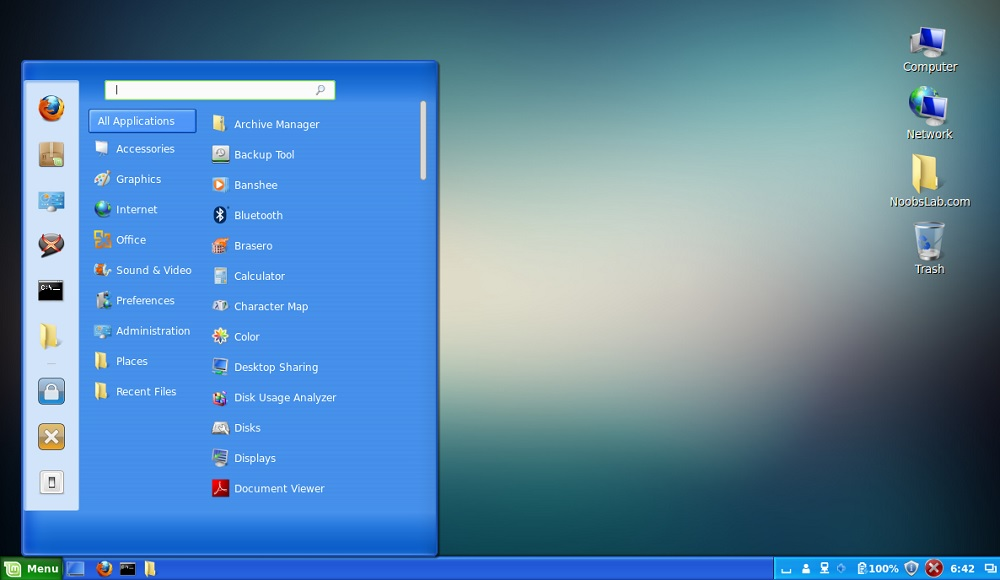 All Applications
Accessories
Graphics
Internet
Office
Sound & Video
Preferences
Administration
Places
Recent Files
Archive Manager
Backup Tool
Banshee
Bluetooth
Brasero
Calculator
Character Map
Color
Desktop Sharing
Disk Usage Analyzer
Disks
Displays
Document Viewer
Computer
Network
NoobsLab.com
Trash
Menu
100%
6:42